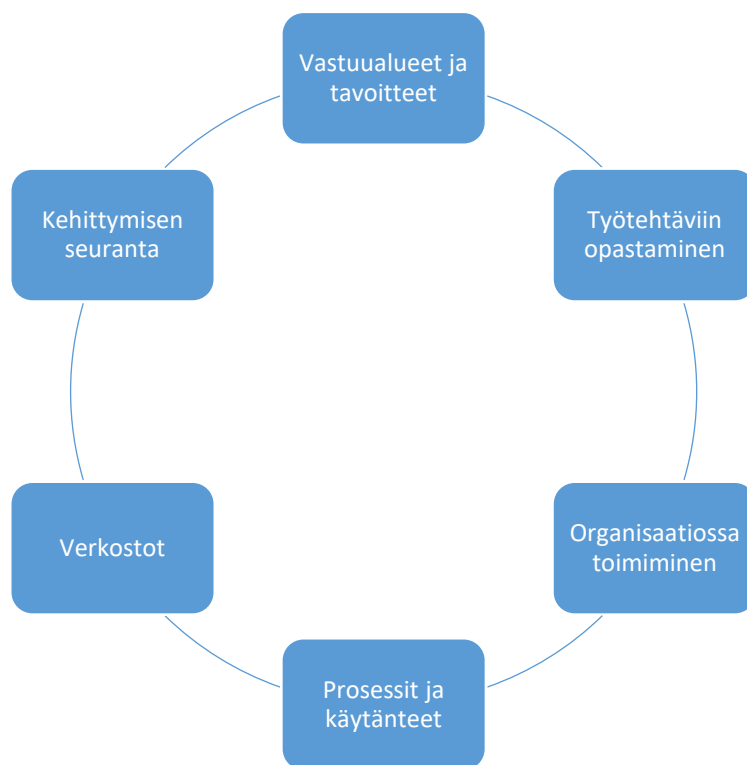 Vastuualueet ja
tavoitteet
Työtehtäviin
opastaminen
Organisaatiossa
toimiminen
Prosessit ja
käytänteet
Verkostot
Kehittymisen
seuranta